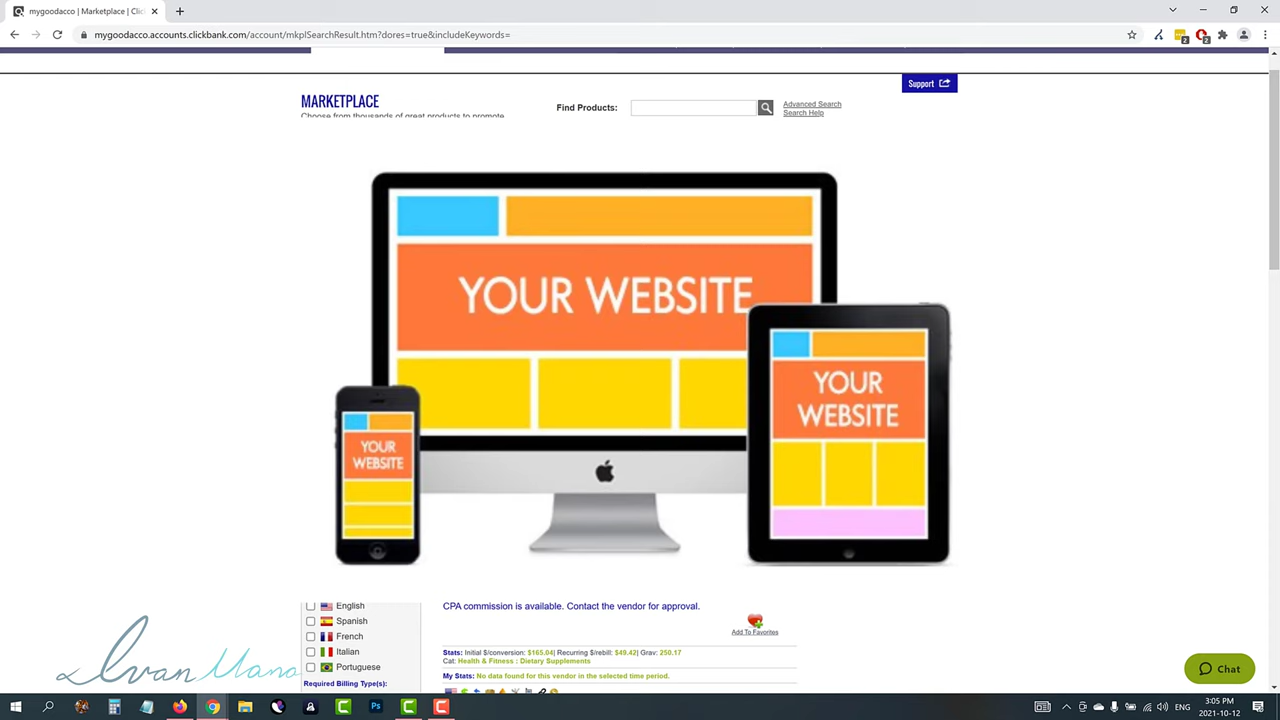 mygoodacco | Marketplace | Clic
mygoodacco.accounts.clickbank.com/account/mkplSearchResult.htm?dores=true&includeKeywords=
2
2
Support
MARKETPLACE
Find Products:
Advanced Search
Search Help
Choose from thousands of great products to promote
YOUR WEBSITE
YOUR
WEBSITE
YOUR
WEBSITE
English
Spanish
French
Italian
Portuguese
Required Billing Type(s):
CPA commission is available. Contact the vendor for approval.
Add To Favorites
Stats: Initial $/conversion: $165.04| Recurring $/rebill: $49.42| Grav: 250.17
Cat: Health & Fitness : Dietary Supplements
My Stats: No data found for this vendor in the selected time period.
Ivan
Chat
ENG
3:05 PM
2021-10-12